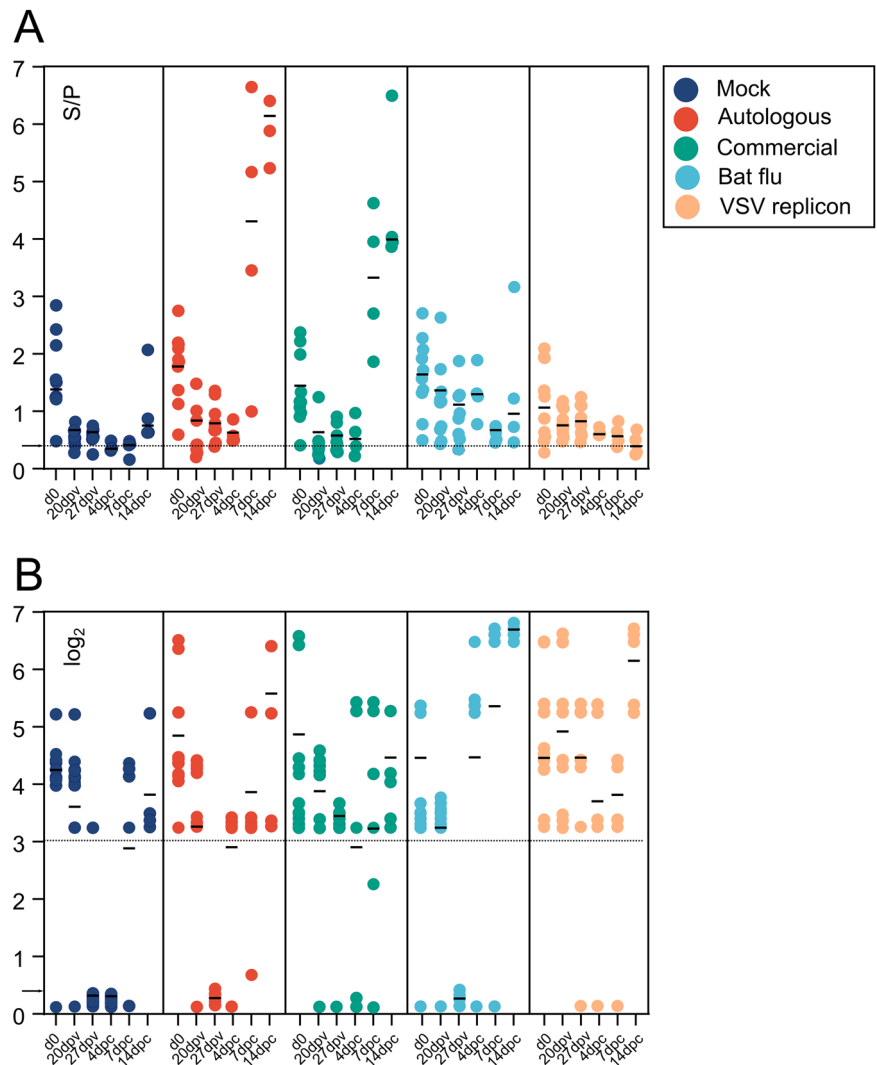 A
7
6
5
4
3
2
1
0
S/P
d0 20dpv 27dpv 4dpc 7dpc 14dpc d0 20dpv 27dpv 4dpc 7dpc 14dpc d0 20dpv 27dpv 4dpc 7dpc 14dpc d0 20dpv 27dpv 4dpc 7dpc 14dpc d0 20dpv 27dpv 4dpc 7dpc 14dpc
Mock
Autologous
Commercial
Bat flu
VSV replicon
B
7
6
5
4
3
2
1
0
log₂
d0 20dpv 27dpv 4dpc 7dpc 14dpc d0 20dpv 27dpv 4dpc 7dpc 14dpc d0 20dpv 27dpv 4dpc 7dpc 14dpc d0 20dpv 27dpv 4dpc 7dpc 14dpc d0 20dpv 27dpv 4dpc 7dpc 14dpc